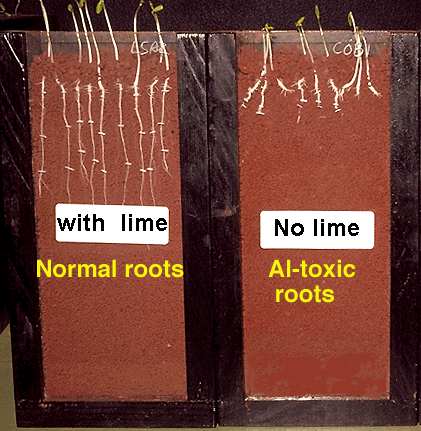 with lime
Normal roots
No lime
Al-toxic
roots